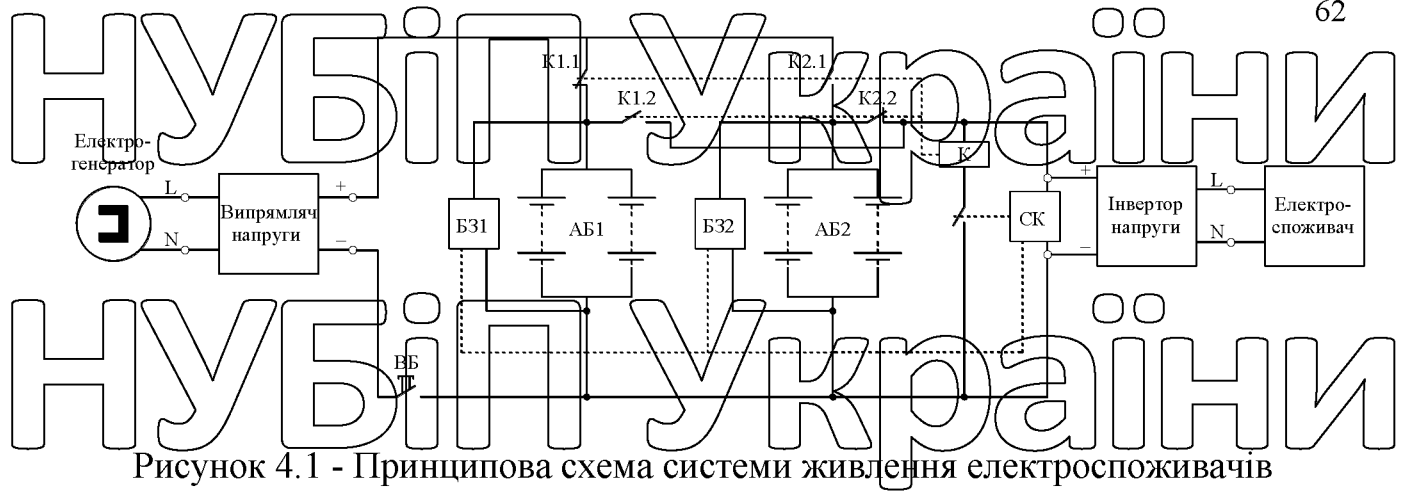 62
НУБіП України
К1.1
К2.1
К1.2
К2.2
Електро-
генератор
К
L
+
+
L
Випрямляч
напруги
БЗ1
АБ1
БЗ2
АБ2
СК
Інвертор
напруги
Електро-
споживач
N
–
–
N
НУБіП України
ВБ
Рисунок 4.1 - Принципова схема системи живлення електроспоживачів